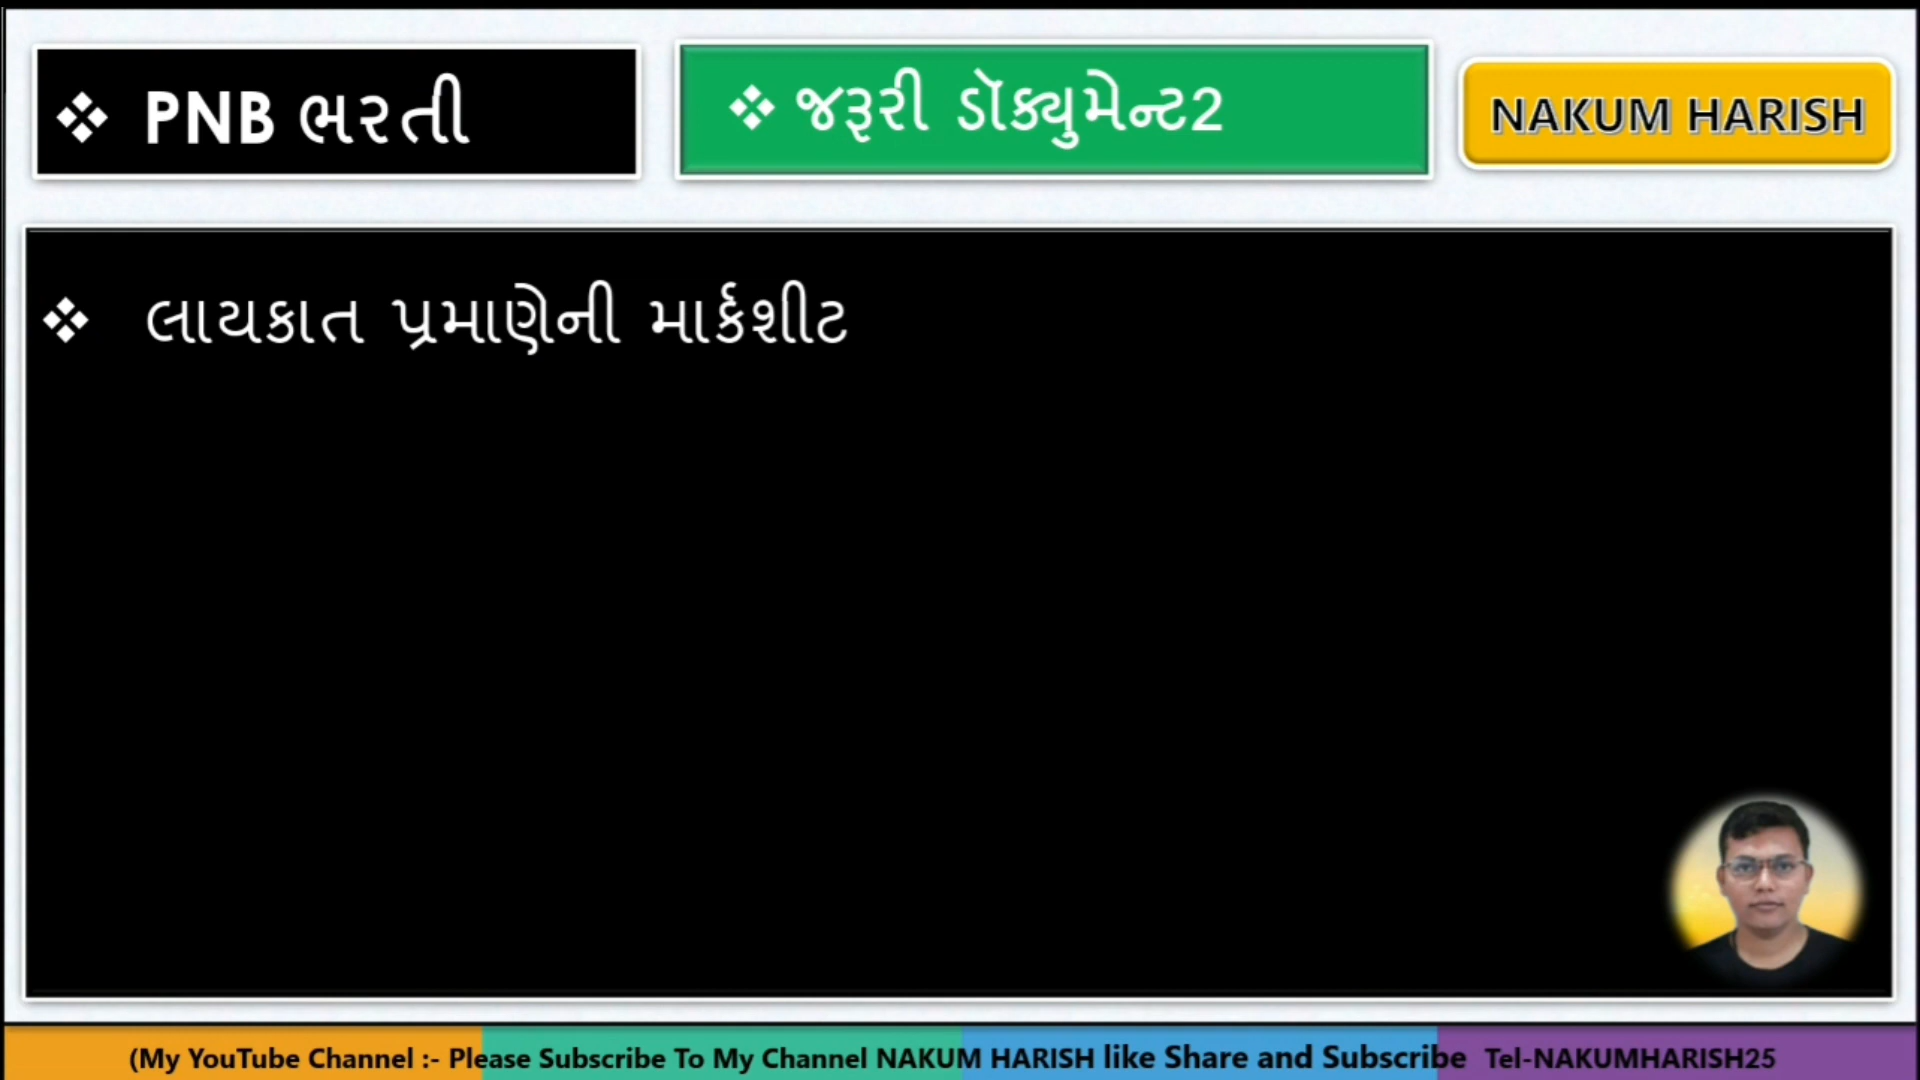 ❖ PNB ભરતી
❖ જરૂરી ડૉક્યુમેન્ટ2
NAKUM HARISH
❖ લાયકાત પ્રમાણેની માર્કશીટ
(My YouTube Channel :- Please Subscribe To My Channel NAKUM HARISH like Share and Subscribe Tel-NAKUMHARISH25